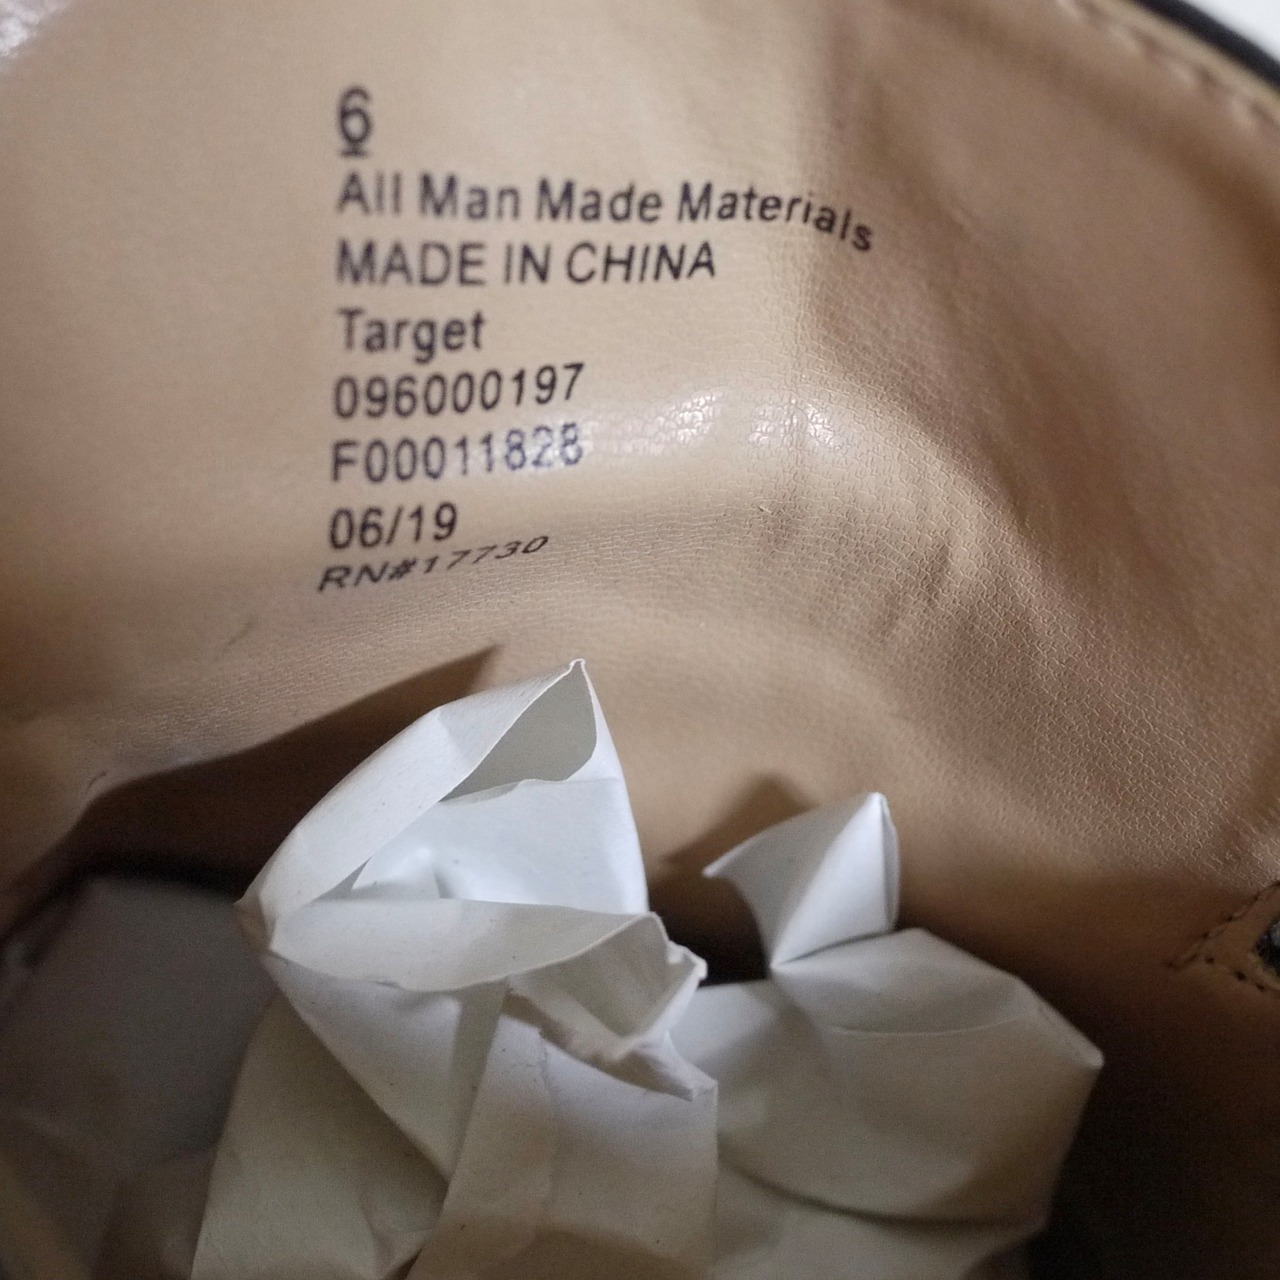 6
All Man Made Materials
MADE IN CHINA
Target
096000197
F00011828
06/19
RN#17730